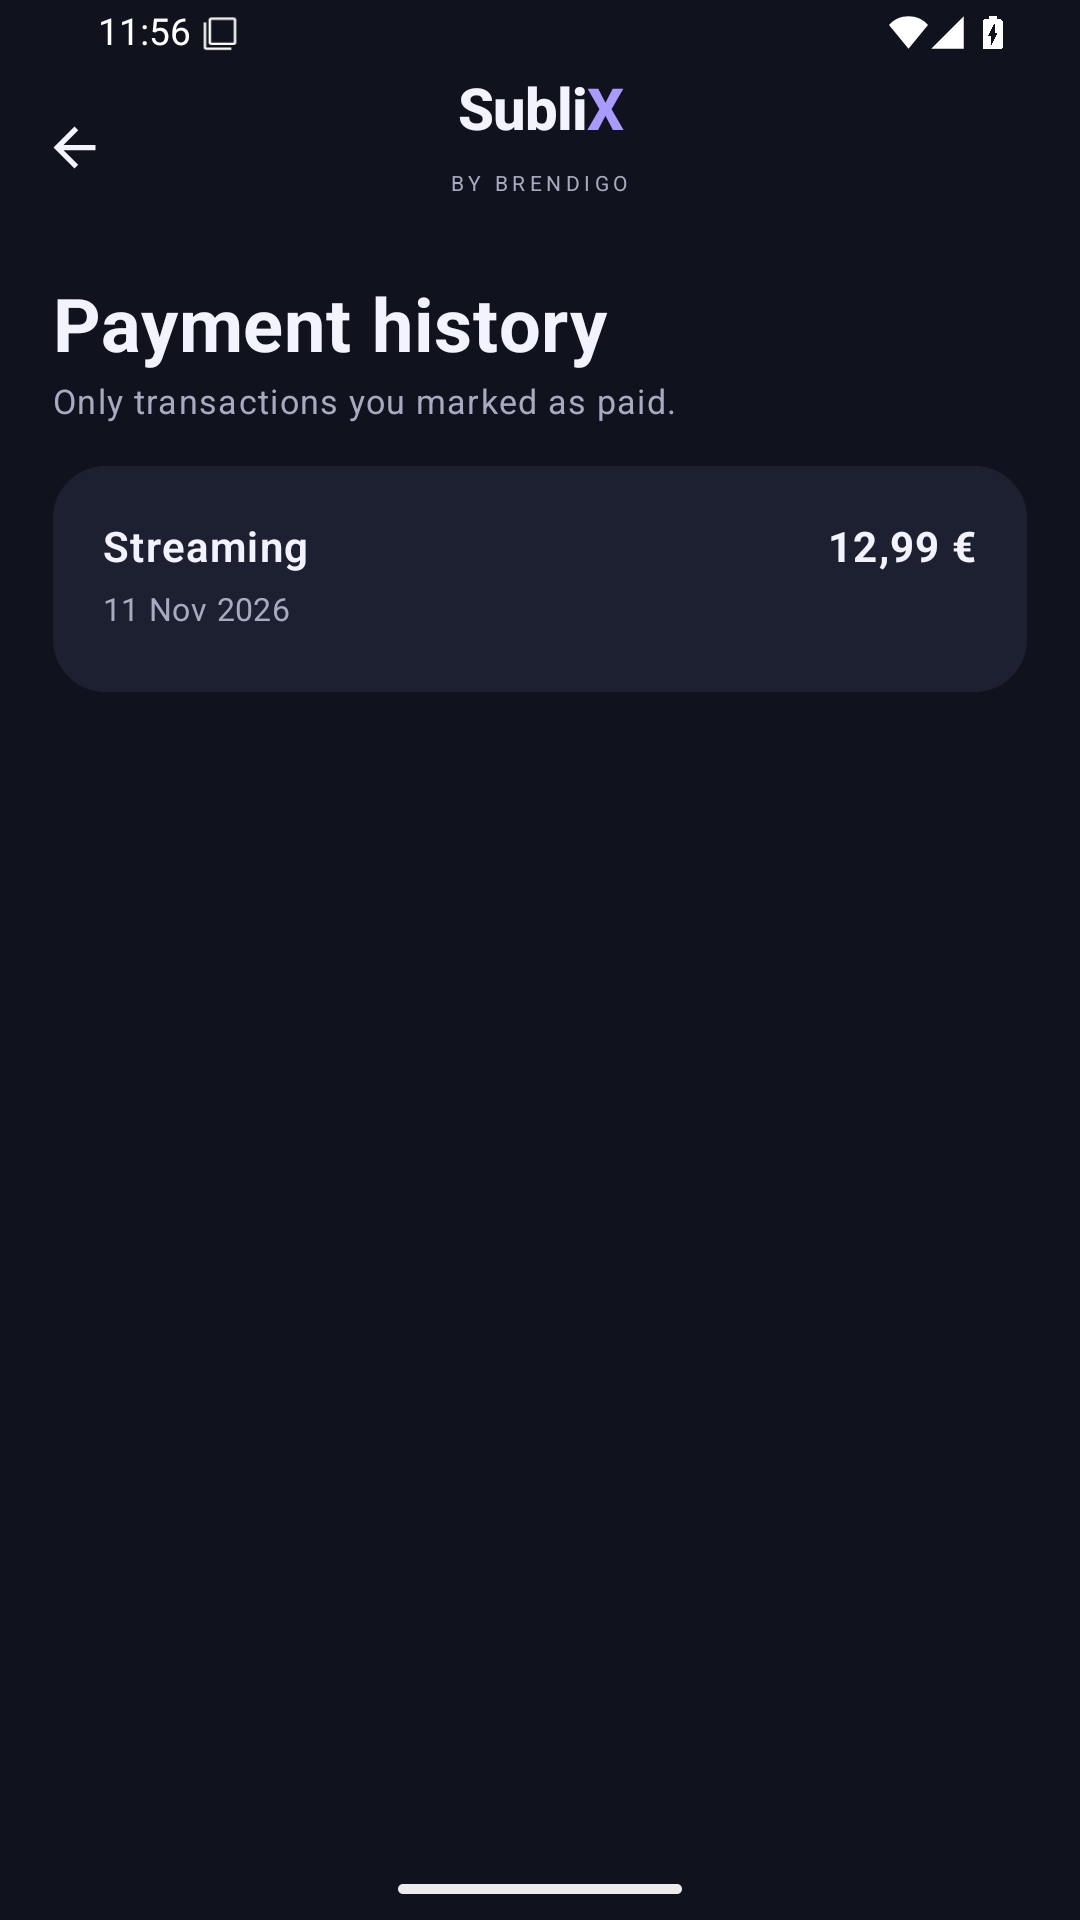 11:56
SubliX
BY BRENDIGO
Payment history
Only transactions you marked as paid.
Streaming 12,99 €
11 Nov 2026